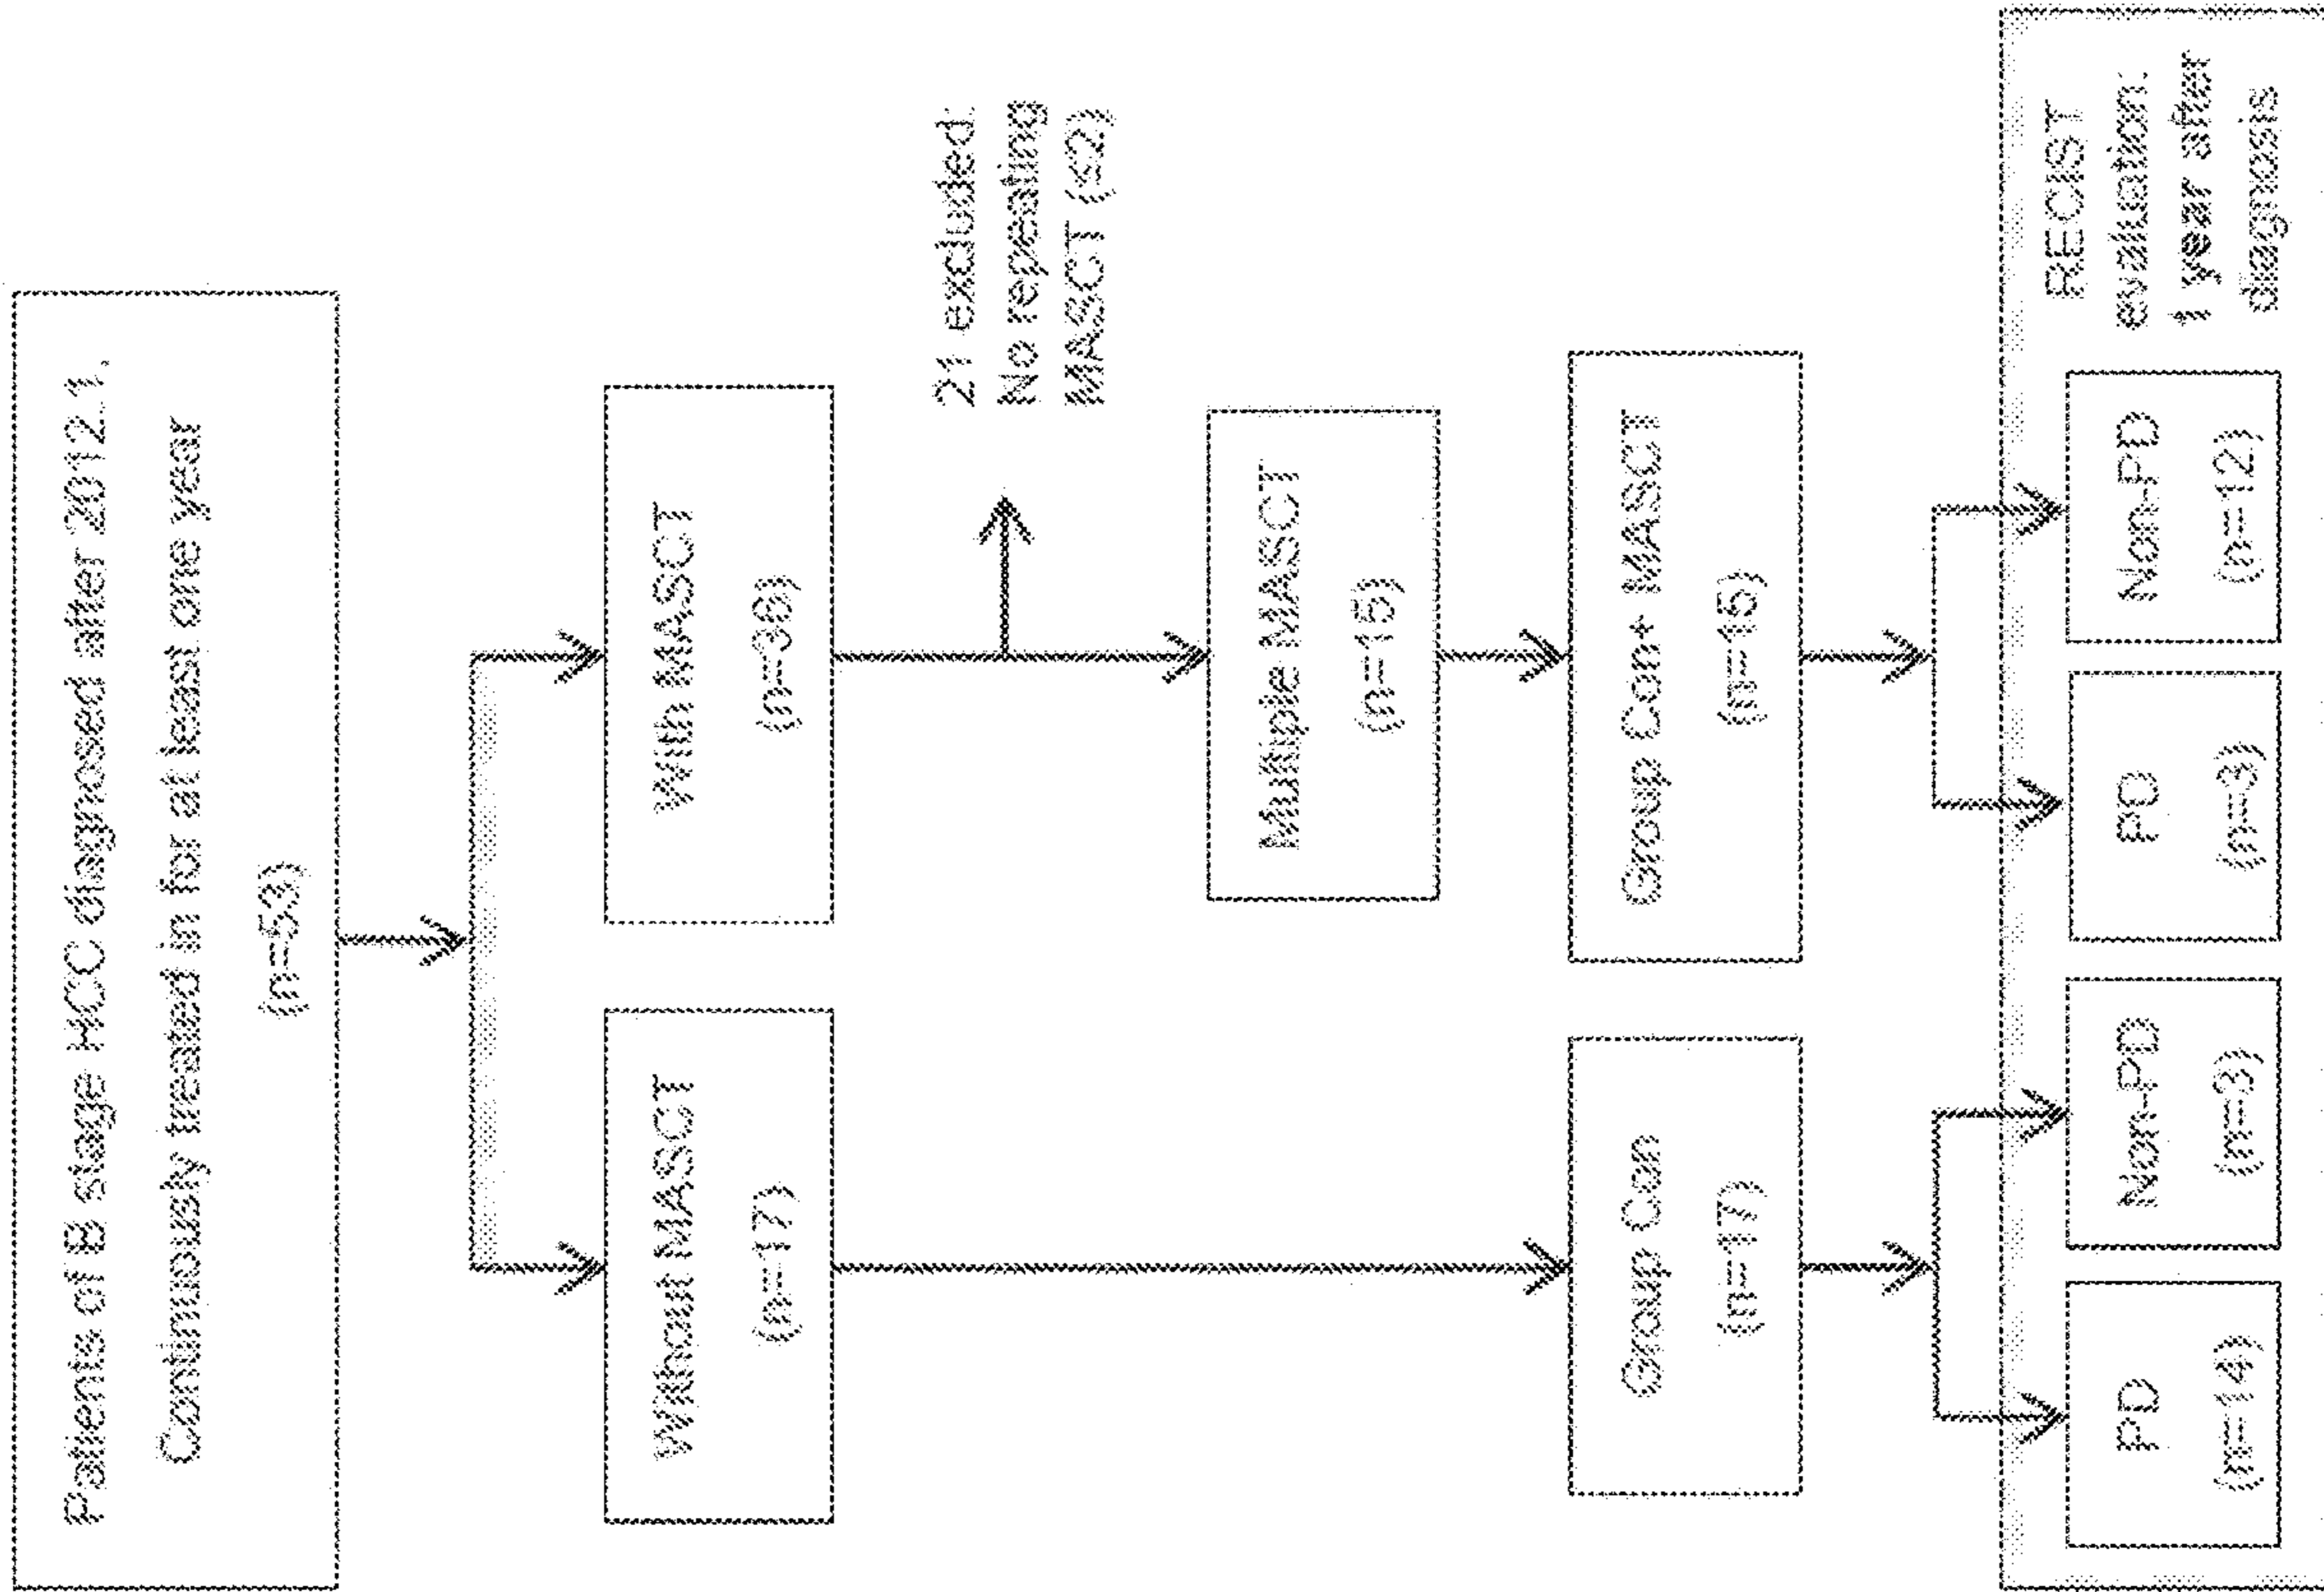 Patients of B stage HCC diagnosed after 2012.1,
Continuously treated in for at least one year
(n=53)
Without MASCT
(n=17)
With MASCT
(n=36)
21 excluded:
No repeating
MASCT (≤2)
Multiple MASCT
(n=15)
Group Con
(n=17)
Group Con+ MASCT
(n=15)
PD
(n=14)
Non-PD
(n=3)
PD
(n=3)
Non-PD
(n=12)
RECIST
evaluation:
1 year after
diagnosis